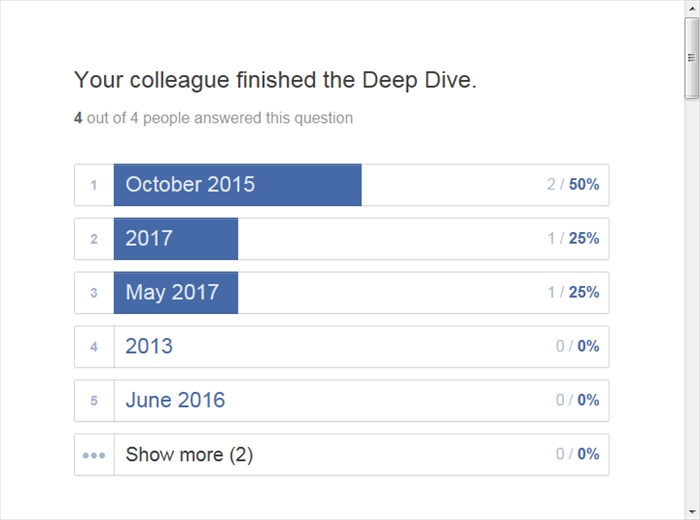 Your colleague finished the Deep Dive.
4 out of 4 people answered this question
1 October 2015 2 / 50%
2 2017 1 / 25%
3 May 2017 1 / 25%
4 2013 0 / 0%
5 June 2016 0 / 0%
••• Show more (2) 0 / 0%